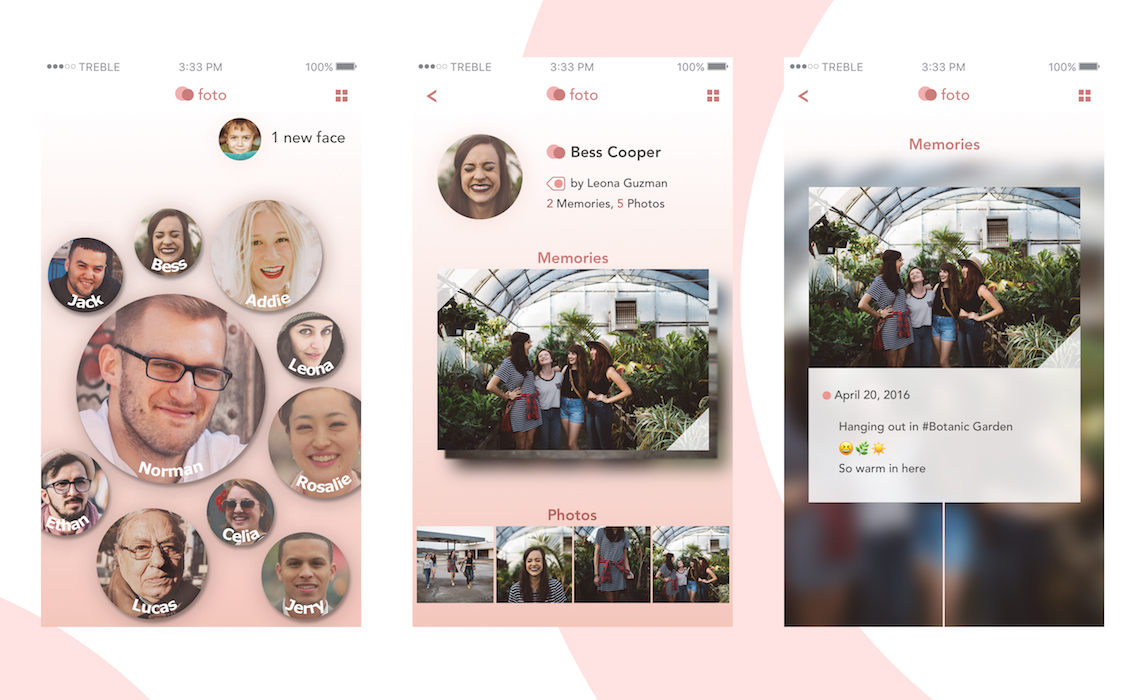 TREBLE 3:33 PM 100%
foto
1 new face
Bess
Jack
Addie
Leona
Norman
Rosalie
Ethan
Celia
Lucas
Jerry
TREBLE 3:33 PM 100%
< foto
Bess Cooper
by Leona Guzman
2 Memories, 5 Photos
Memories
Photos
TREBLE 3:33 PM 100%
< foto
Memories
April 20, 2016
Hanging out in #Botanic Garden
😆🌿☀️
So warm in here